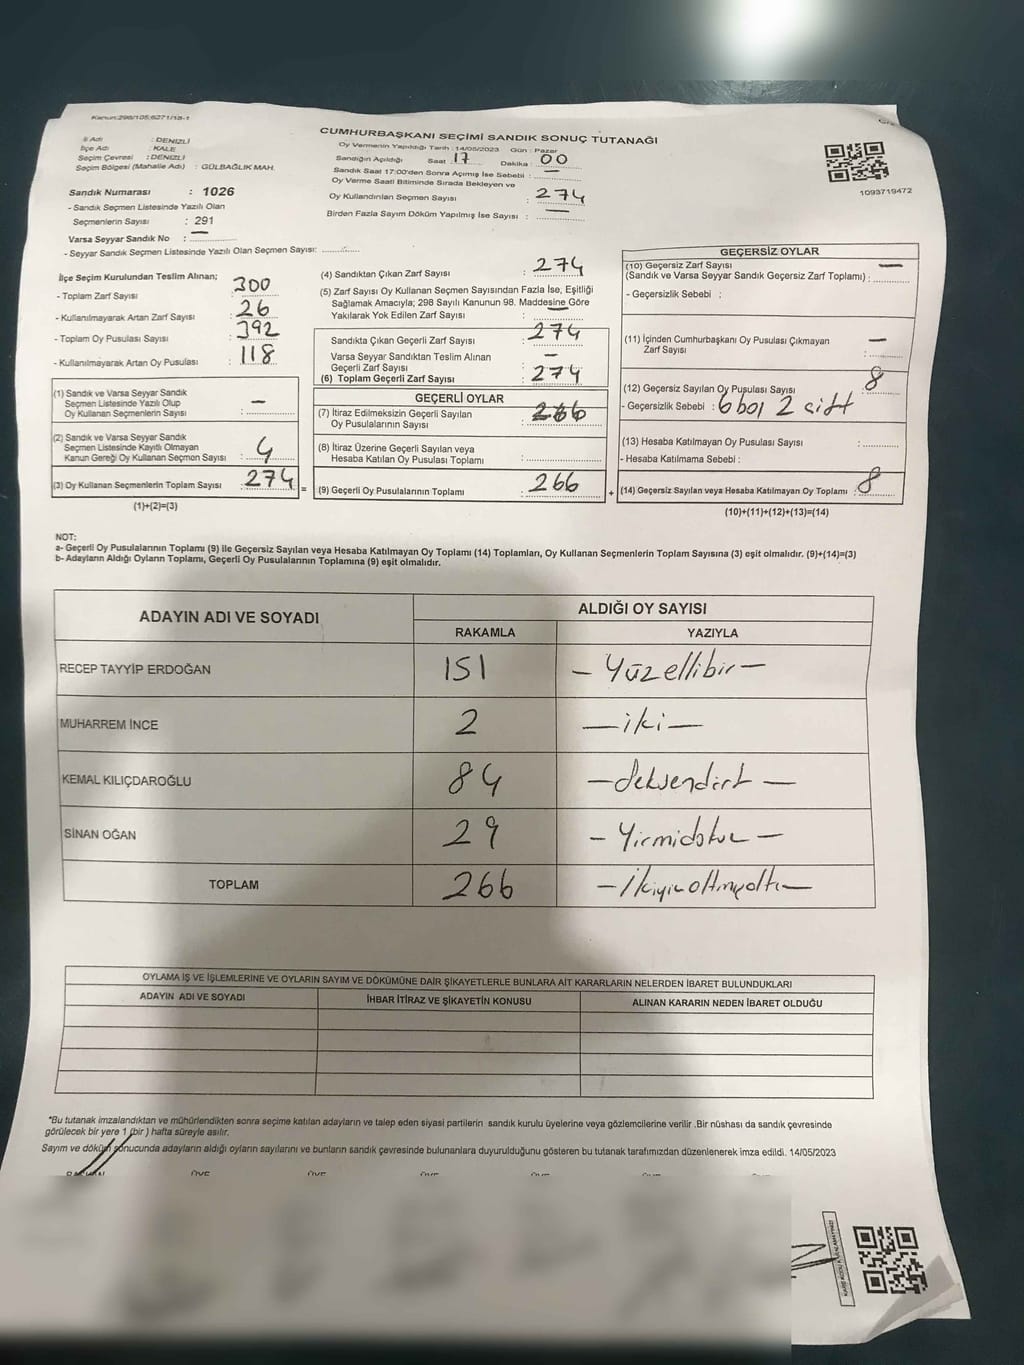 Kanun:298/105;6271/18-1
CUMHURBAŞKANI SEÇİMİ SANDIK SONUÇ TUTANAĞI
İl Adı : DENİZLİ
İlçe Adı : KALE
Seçim Çevresi : DENİZLİ
Seçim Bölgesi (Mahalle Adı) : GÜLBAĞLIK MAH.
Oy Vermenin Yapıldığı Tarih : 14/05/2023 Gün : Pazar
Sandığın Açıldığı Saat 17 Dakika : 00
Sandık Saat 17:00'den Sonra Açımış İse Sebebi : —
Oy Verme Saati Bitiminde Sırada Bekleyen ve
Oy Kullandırılan Seçmen Sayısı : 274
Birden Fazla Sayım Döküm Yapılmış İse Sayısı : —
1093719472
Sandık Numarası : 1026
- Sandık Seçmen Listesinde Yazılı Olan
Seçmenlerin Sayısı : 291
Varsa Seyyar Sandık No : —
- Seyyar Sandık Seçmen Listesinde Yazılı Olan Seçmen Sayısı:
İlçe Seçim Kurulundan Teslim Alınan;
- Toplam Zarf Sayısı : 300
- Kullanılmayarak Artan Zarf Sayısı : 26
- Toplam Oy Pusulası Sayısı : 392
- Kullanılmayarak Artan Oy Pusulası : 118
(1) Sandık ve Varsa Seyyar Sandık
Seçmen Listesinde Yazılı Olup
Oy Kullanan Seçmenlerin Sayısı : —
(2) Sandık ve Varsa Seyyar Sandık
Seçmen Listesinde Kayıtlı Olmayan
Kanun Gereği Oy Kullanan Seçmen Sayısı : 4
(3) Oy Kullanan Seçmenlerin Toplam Sayısı : 274 =
(1)+(2)=(3)
(4) Sandıktan Çıkan Zarf Sayısı : 274
(5) Zarf Sayısı Oy Kullanan Seçmen Sayısından Fazla İse, Eşitliği
Sağlamak Amacıyla; 298 Sayılı Kanunun 98. Maddesine Göre
Yakılarak Yok Edilen Zarf Sayısı : —
Sandıkta Çıkan Geçerli Zarf Sayısı : 274
Varsa Seyyar Sandıktan Teslim Alınan
Geçerli Zarf Sayısı : —
(6) Toplam Geçerli Zarf Sayısı : 274
GEÇERLİ OYLAR
(7) İtiraz Edilmeksizin Geçerli Sayılan
Oy Pusulalarının Sayısı : 266
(8) İtiraz Üzerine Geçerli Sayılan veya
Hesaba Katılan Oy Pusulası Toplamı :
(9) Geçerli Oy Pusulalarının Toplamı : 266 +
GEÇERSİZ OYLAR
(10) Geçersiz Zarf Sayısı —
(Sandık ve Varsa Seyyar Sandık Geçersiz Zarf Toplamı) :
- Geçersizlik Sebebi :
(11) İçinden Cumhurbaşkanı Oy Pusulası Çıkmayan
Zarf Sayısı : —
(12) Geçersiz Sayılan Oy Pusulası Sayısı : 8
- Geçersizlik Sebebi : 6 boş 2 çift
(13) Hesaba Katılmayan Oy Pusulası Sayısı :
- Hesaba Katılmama Sebebi :
(14) Geçersiz Sayılan veya Hesaba Katılmayan Oy Toplamı : 8
(10)+(11)+(12)+(13)=(14)
NOT:
a- Geçerli Oy Pusulalarının Toplamı (9) ile Geçersiz Sayılan veya Hesaba Katılmayan Oy Toplamı (14) Toplamları, Oy Kullanan Seçmenlerin Toplam Sayısına (3) eşit olmalıdır. (9)+(14)=(3)
b- Adayların Aldığı Oyların Toplamı, Geçerli Oy Pusulalarının Toplamına (9) eşit olmalıdır.
ADAYIN ADI VE SOYADI
ALDIĞI OY SAYISI
RAKAMLA YAZIYLA
RECEP TAYYİP ERDOĞAN 151 - Yüzellibir -
MUHARREM İNCE 2 - iki -
KEMAL KILIÇDAROĞLU 84 - seksendört -
SİNAN OĞAN 29 - Yirmidokuz -
TOPLAM 266 - ikiyüzaltmışaltı -
OYLAMA İŞ VE İŞLEMLERİNE VE OYLARIN SAYIM VE DÖKÜMÜNE DAİR ŞİKAYETLERLE BUNLARA AİT KARARLARIN NELERDEN İBARET BULUNDUKLARI
ADAYIN ADI VE SOYADI İHBAR İTİRAZ VE ŞİKAYETİN KONUSU ALINAN KARARIN NEDEN İBARET OLDUĞU
*Bu tutanak imzalandıktan ve mühürlendikten sonra seçime katılan adayların ve talep eden siyasi partilerin sandık kurulu üyelerine veya gözlemcilerine verilir .Bir nüshası da sandık çevresinde
görülecek bir yere 1 (bir ) hafta süreyle asılır.
Sayım ve döküm sonucunda adayların aldığı oyların sayılarını ve bunların sandık çevresinde bulunanlara duyurulduğunu gösteren bu tutanak tarafımızdan düzenlenerek imza edildi. 14/05/2023